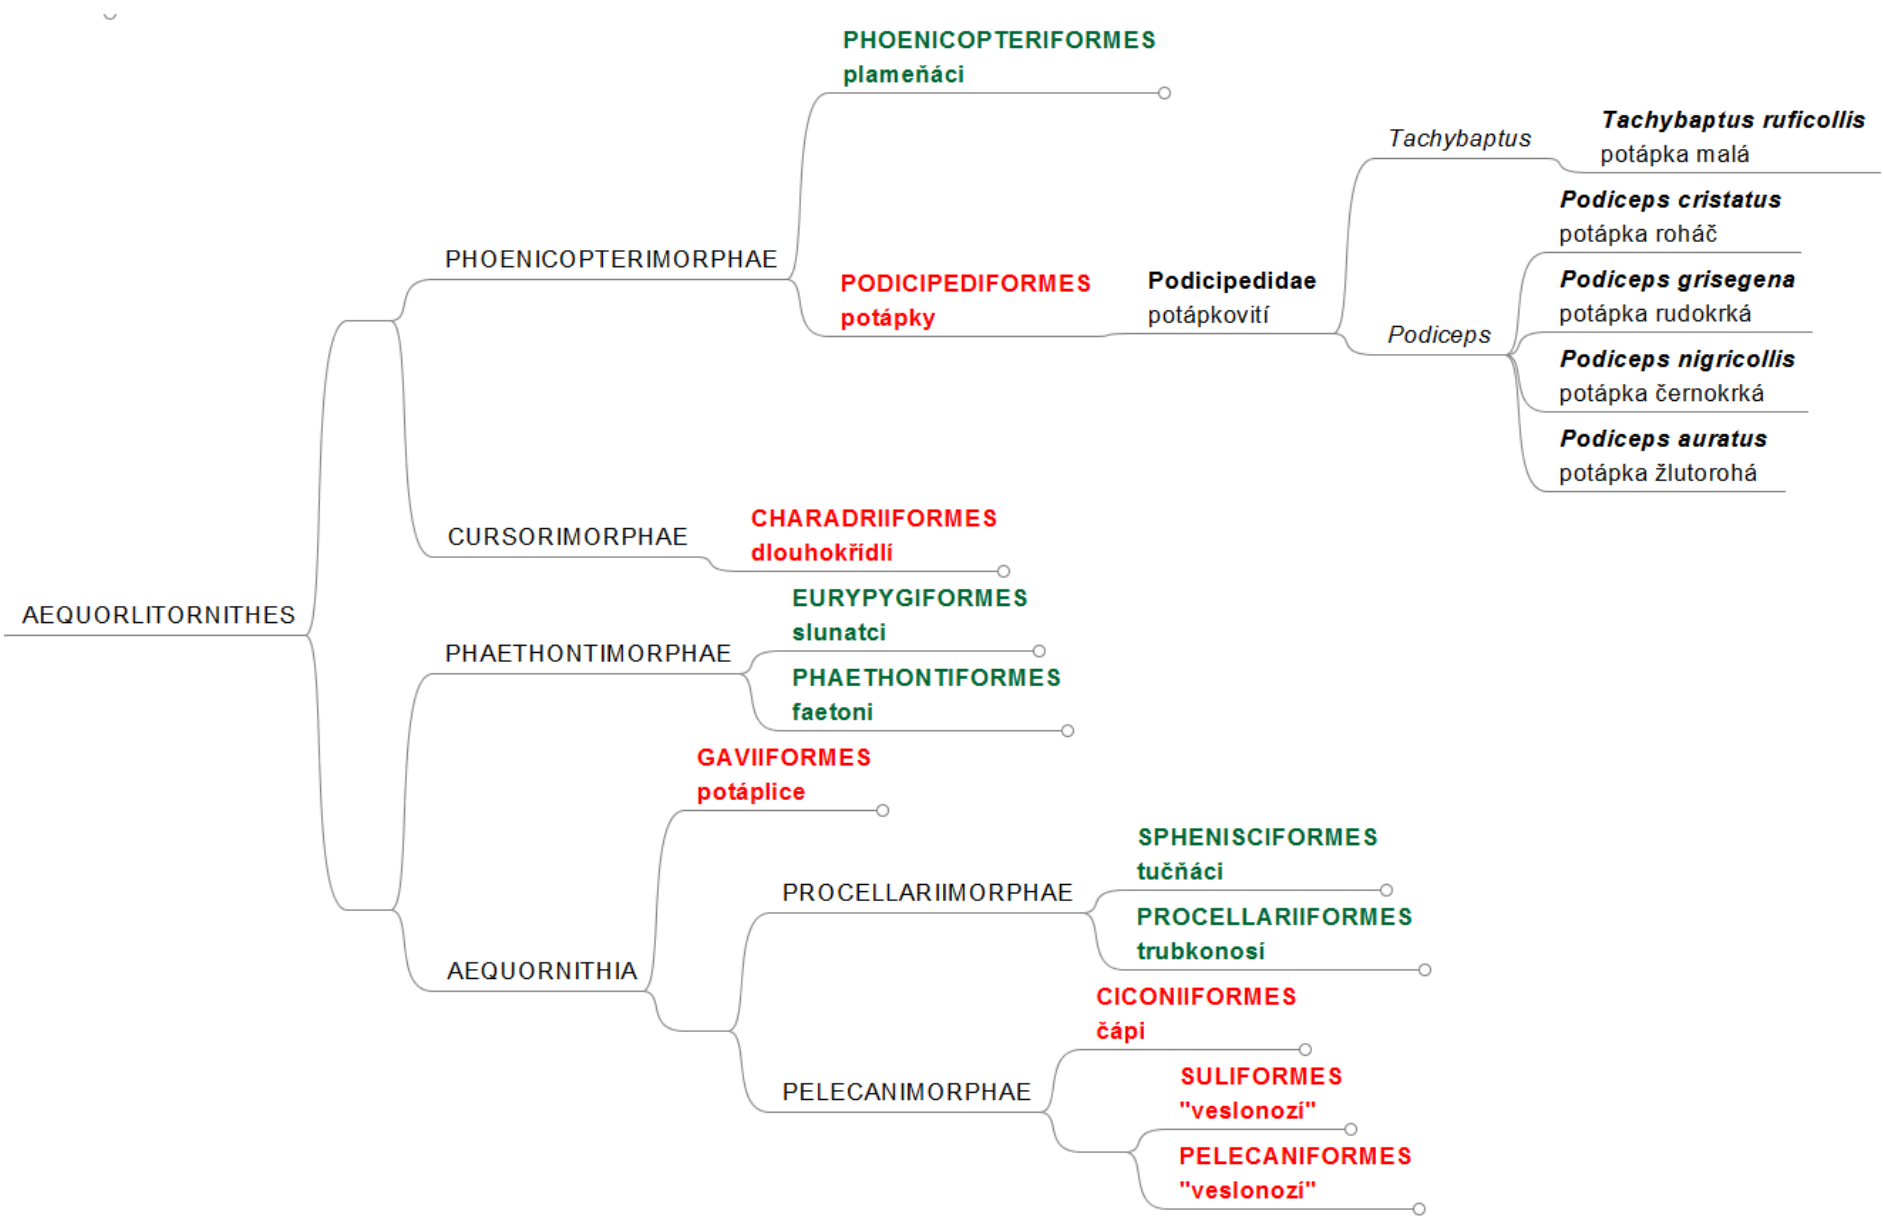 PHOENICOPTERIFORMES
plameňáci
Tachybaptus
Tachybaptus ruficollis
potápka malá
Podiceps cristatus
potápka roháč
PHOENICOPTERIMORPHAE
PODICIPEDIFORMES
potápky
Podicipedidae
potápkovití
Podiceps grisegena
potápka rudokrká
Podiceps
Podiceps nigricollis
potápka černokrká
Podiceps auratus
potápka žlutorohá
CURSORIMORPHAE
CHARADRIIFORMES
dlouhokřídlí
AEQUORLITORNITHES
EURYPYGIFORMES
slunatci
PHAETHONTIMORPHAE
PHAETHONTIFORMES
faetoni
GAVIIFORMES
potáplice
SPHENISCIFORMES
tučňáci
PROCELLARIIMORPHAE
PROCELLARIIFORMES
trubkonosí
AEQUORNITHIA
CICONIIFORMES
čápi
PELECANIMORPHAE
SULIFORMES
"veslonozí"
PELECANIFORMES
"veslonozí"